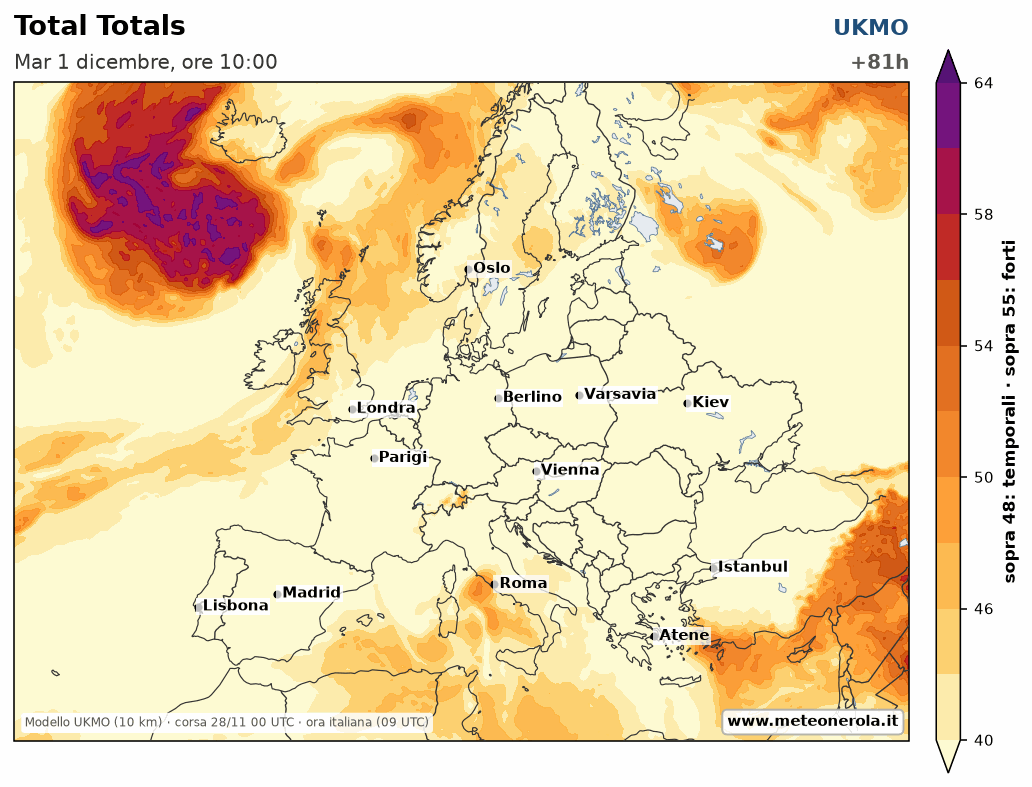 Total Totals
UKMO
Mar 1 dicembre, ore 10:00
+81h
64
58
54
50
46
40
sopra 48: temporali · sopra 55: forti
Oslo
Berlino
Varsavia
Londra
Kiev
Parigi
Vienna
Istanbul
Roma
Madrid
Lisbona
Atene
Modello UKMO (10 km) · corsa 28/11 00 UTC · ora italiana (09 UTC)
www.meteonerola.it